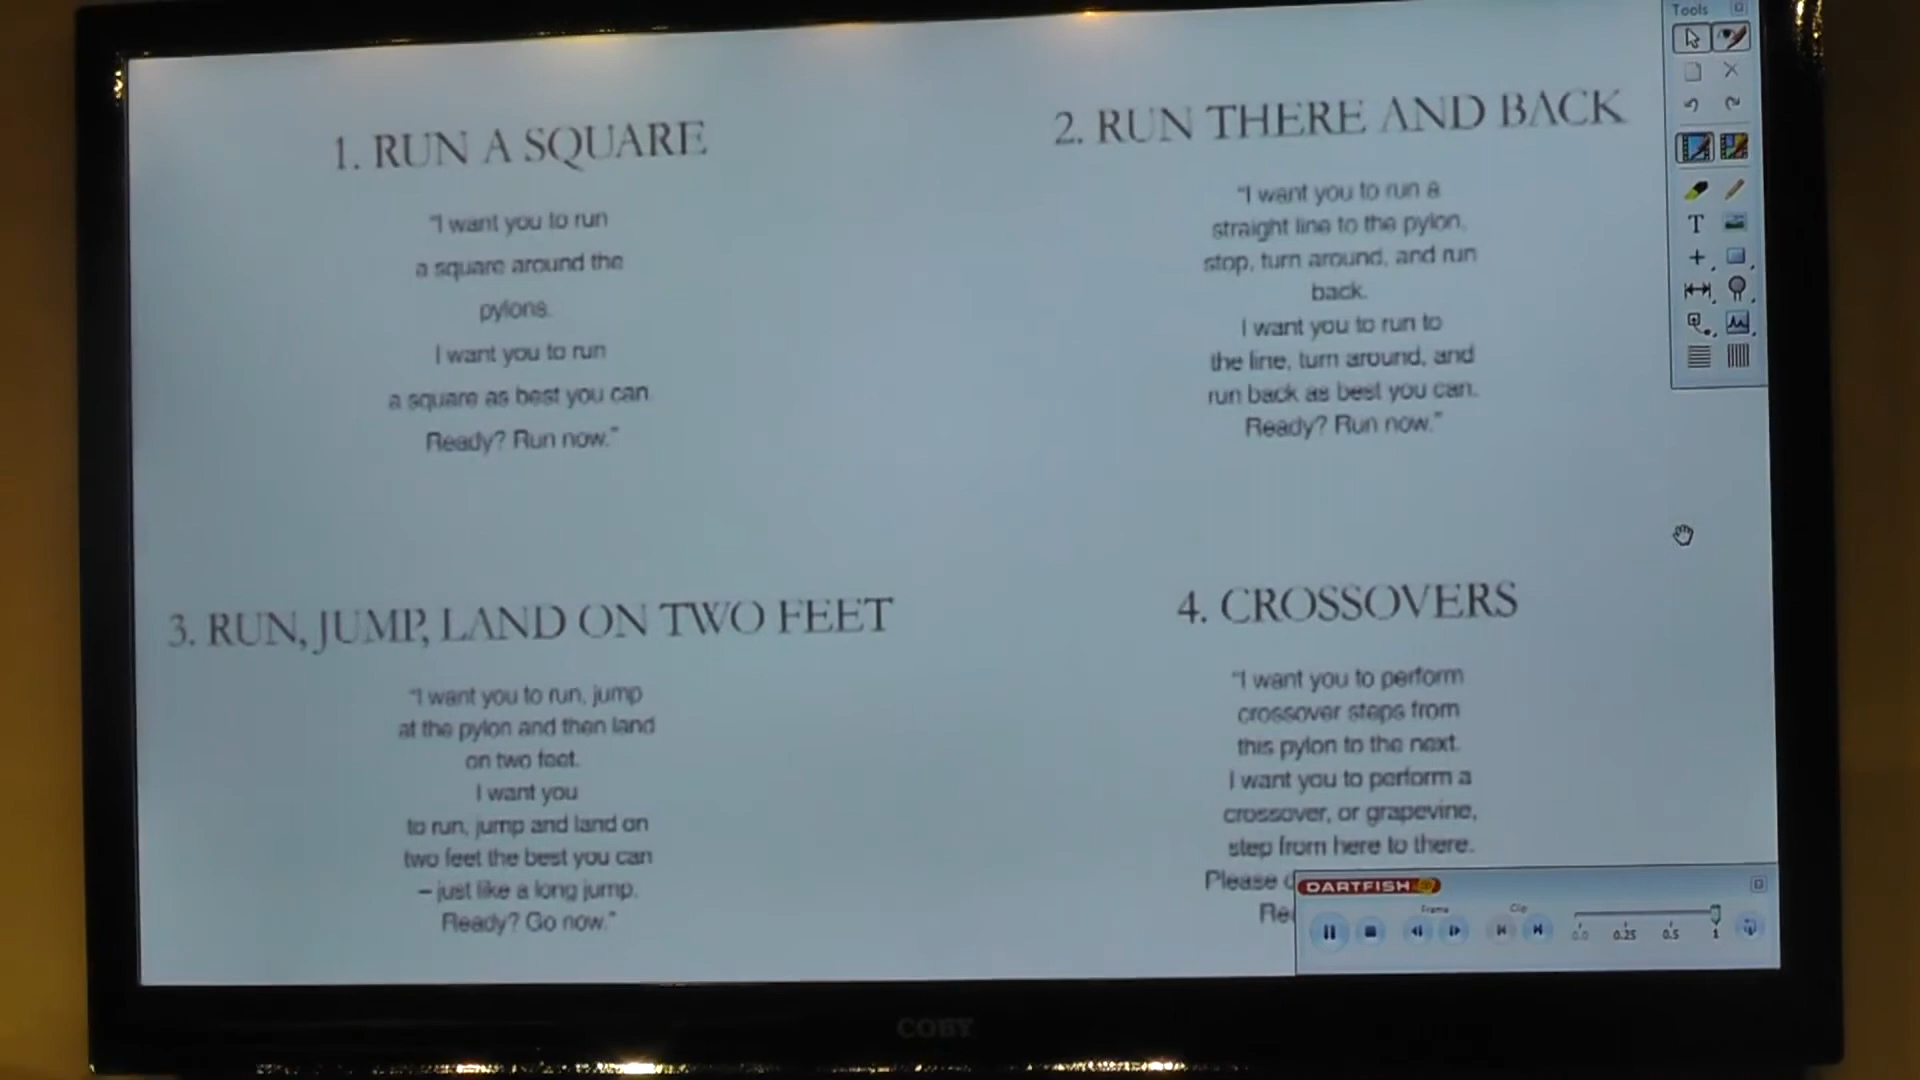 Tools
1. RUN A SQUARE
"I want you to run
a square around the
pylons.
I want you to run
a square as best you can.
Ready? Run now."
2. RUN THERE AND BACK
"I want you to run a
straight line to the pylon,
stop, turn around, and run
back.
I want you to run to
the line, turn around, and
run back as best you can.
Ready? Run now."
3. RUN, JUMP, LAND ON TWO FEET
"I want you to run, jump
at the pylon and then land
on two feet.
I want you
to run, jump and land on
two feet the best you can
– just like a long jump.
Ready? Go now."
4. CROSSOVERS
"I want you to perform
crossover steps from
this pylon to the next.
I want you to perform a
crossover, or grapevine,
step from here to there.
Please
DARTFISH
Frame Clip
0.0 0.25 0.5 1
COBY